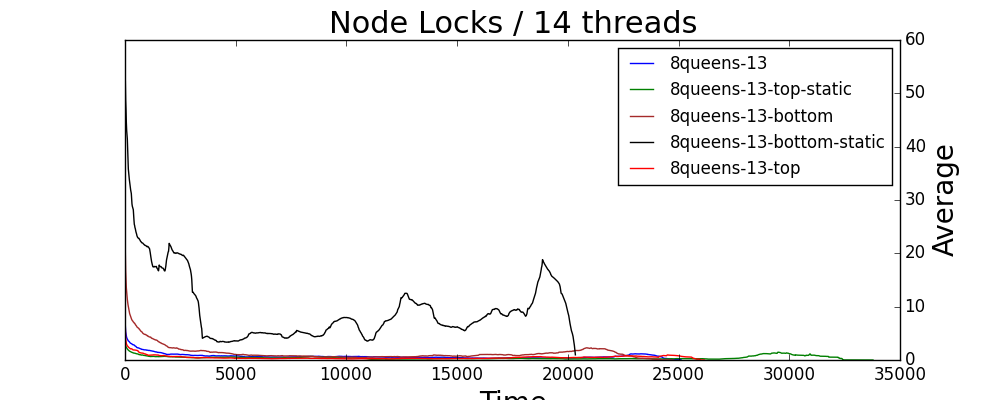 Node Locks / 14 threads
60
8queens-13
8queens-13-top-static
50
8queens-13-bottom
8queens-13-bottom-static
40
8queens-13-top
30
Average
20
10
0
0 5000 10000 15000 20000 25000 30000 35000
Time